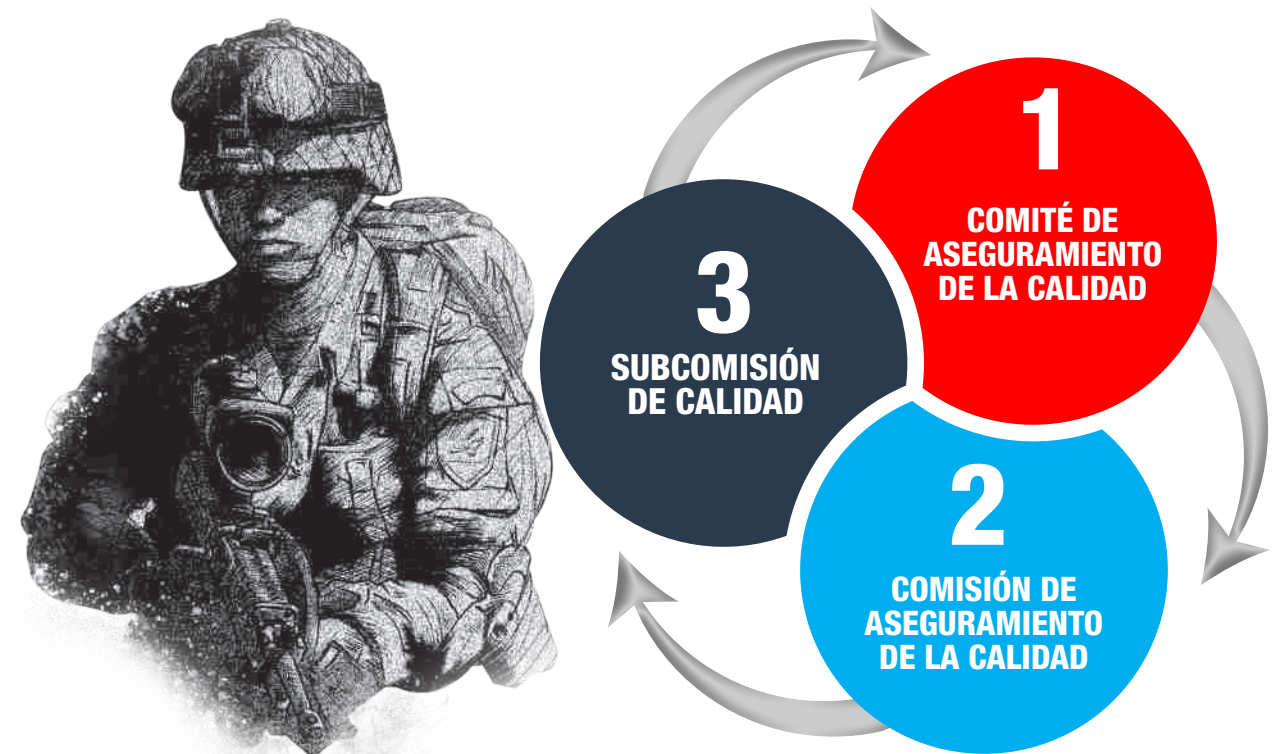 1
COMITÉ DE
ASEGURAMIENTO
DE LA CALIDAD
2
COMISIÓN DE
ASEGURAMIENTO
DE LA CALIDAD
3
SUBCOMISIÓN
DE CALIDAD